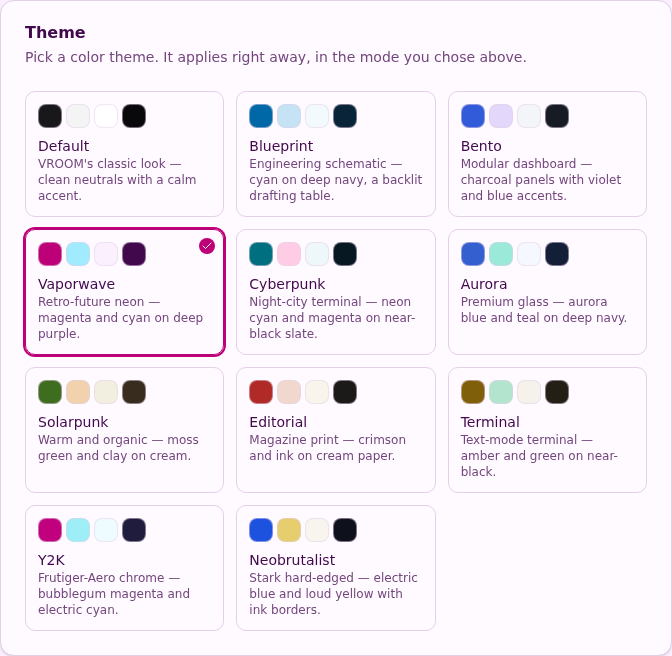 Theme
Pick a color theme. It applies right away, in the mode you chose above.
Default
VROOM's classic look —
clean neutrals with a calm
accent.
Blueprint
Engineering schematic —
cyan on deep navy, a backlit
drafting table.
Bento
Modular dashboard —
charcoal panels with violet
and blue accents.
Vaporwave
Retro-future neon —
magenta and cyan on deep
purple.
Cyberpunk
Night-city terminal — neon
cyan and magenta on near-
black slate.
Aurora
Premium glass — aurora
blue and teal on deep navy.
Solarpunk
Warm and organic — moss
green and clay on cream.
Editorial
Magazine print — crimson
and ink on cream paper.
Terminal
Text-mode terminal —
amber and green on near-
black.
Y2K
Frutiger-Aero chrome —
bubblegum magenta and
electric cyan.
Neobrutalist
Stark hard-edged — electric
blue and loud yellow with
ink borders.